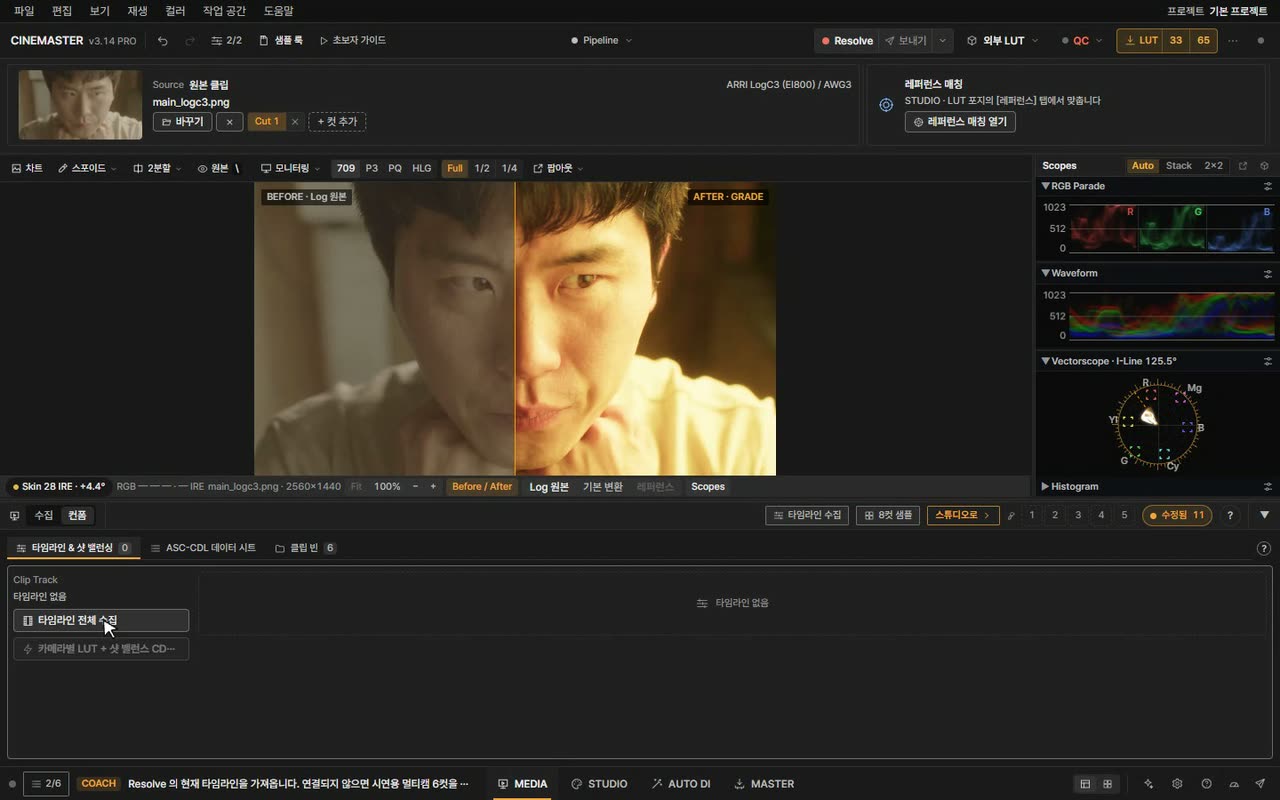 파일 편집 보기 재생 컬러 작업 공간 도움말 프로젝트 기본 프로젝트
CINEMASTER v3.14 PRO 2/2 샘플 룩 초보자 가이드 Pipeline Resolve 보내기 외부 LUT QC LUT 33 65
Source 원본 클립 ARRI LogC3 (EI800) / AWG3
main_logc3.png
바꾸기 Cut 1 + 컷 추가
레퍼런스 매칭
STUDIO · LUT 포지의 [레퍼런스] 탭에서 맞춥니다
레퍼런스 매칭 열기
차트 스포이드 2분할 원본 모니터링 709 P3 PQ HLG Full 1/2 1/4 팝아웃
BEFORE · Log 원본 AFTER · GRADE
Scopes Auto Stack 2×2
RGB Parade
1023
512
0
R G B
Waveform
1023
512
0
Vectorscope · I-Line 125.5°
R Mg
Yl B
G Cy
Histogram
Skin 28 IRE · +4.4° RGB — — — · — IRE main_logc3.png · 2560×1440 Fit 100% − + Before / After Log 원본 기본 변환 레퍼런스 Scopes
수집 컨폼 타임라인 수집 8컷 샘플 스튜디오로 1 2 3 4 5 수정됨 11 ?
타임라인 & 샷 밸런싱 0 ASC-CDL 데이터 시트 클립 빈 6 ?
Clip Track
타임라인 없음 타임라인 없음
타임라인 전체 수집
카메라별 LUT + 샷 밸런스 CD···
2/6 COACH Resolve 의 현재 타임라인을 가져옵니다. 연결되지 않으면 시연용 멀티캠 6컷을 ··· MEDIA STUDIO AUTO DI MASTER